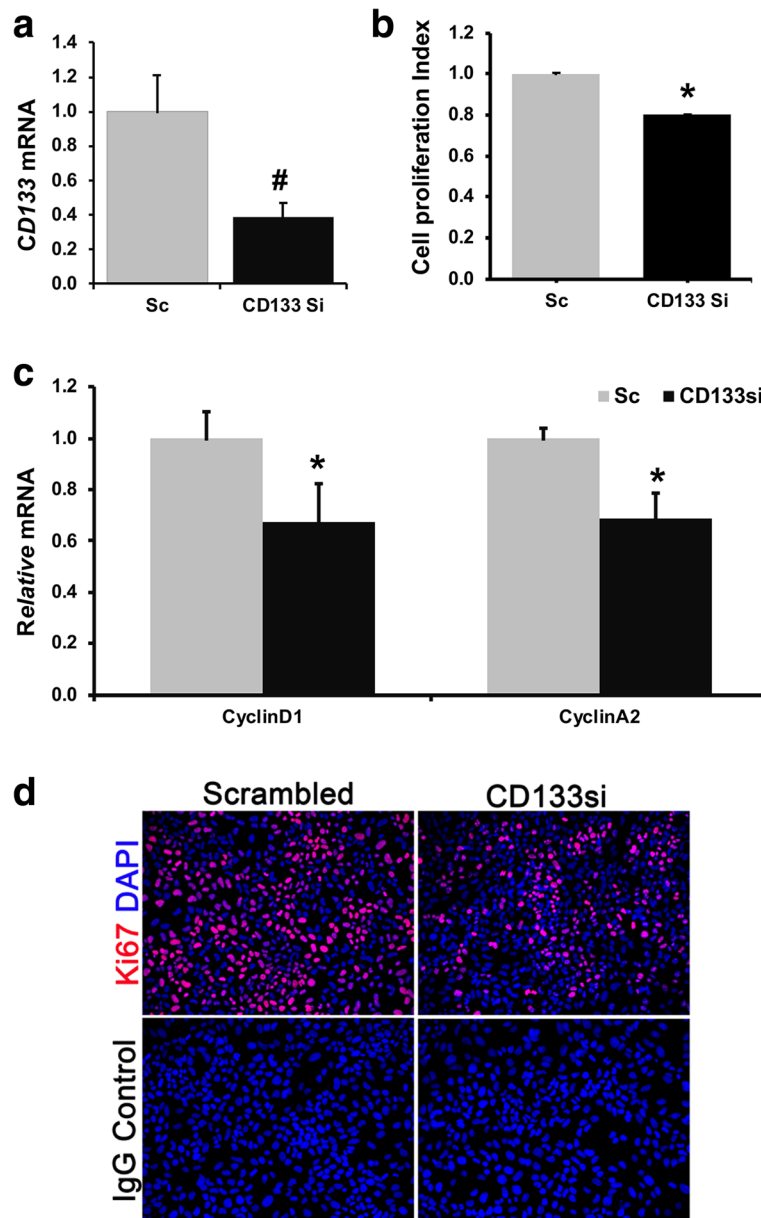 a
1.4
1.2
1.0
0.8
0.6
0.4
0.2
0.0
CD133 mRNA
#
Sc
CD133 Si
b
1.2
1.0
0.8
0.6
0.4
0.2
0.0
Cell proliferation Index
*
Sc
CD133 Si
c
1.2
1.0
0.8
0.6
0.4
0.2
0.0
Relative mRNA
Sc
CD133si
*
*
CyclinD1
CyclinA2
d
Scrambled
CD133si
Ki67 DAPI
IgG Control